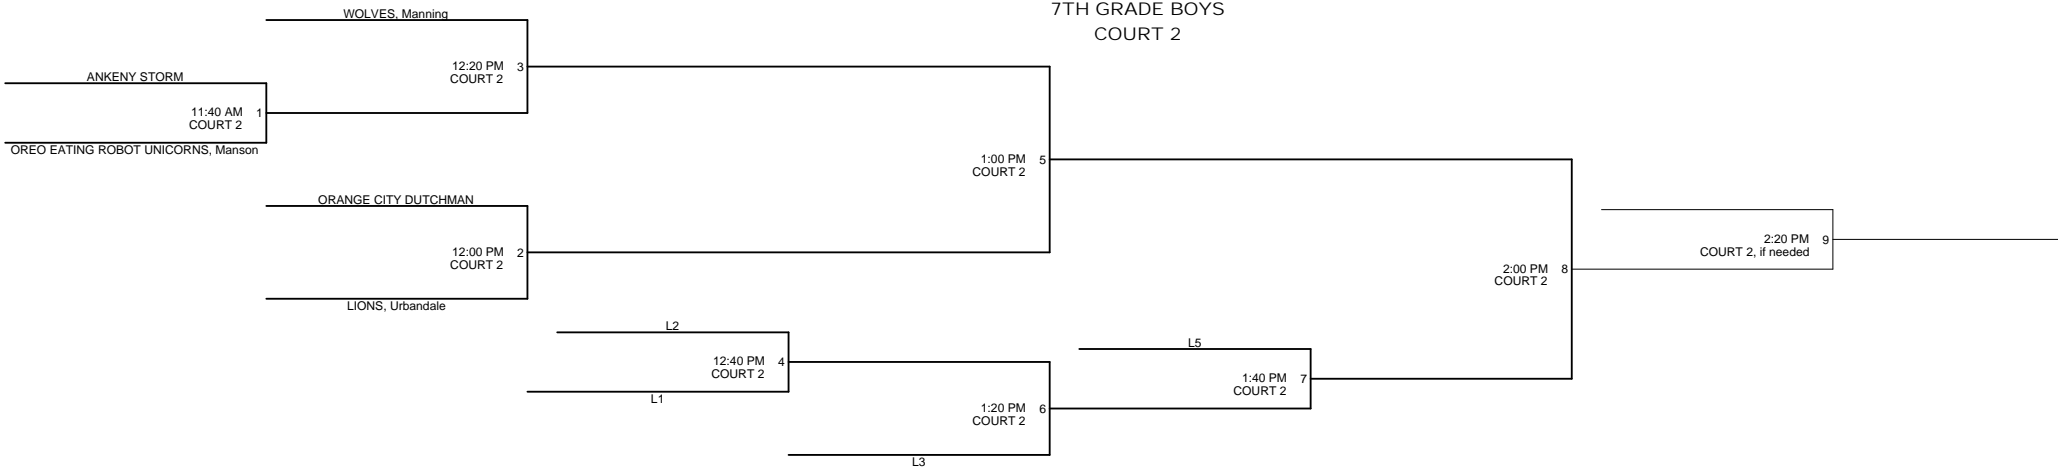 7TH GRADE BOYS
COURT 2
WOLVES, Manning
12:20 PM 3
COURT 2
ANKENY STORM
11:40 AM 1
COURT 2
OREO EATING ROBOT UNICORNS, Manson
1:00 PM 5
COURT 2
ORANGE CITY DUTCHMAN
12:00 PM 2
COURT 2
LIONS, Urbandale
2:20 PM 9
COURT 2, if needed
2:00 PM 8
COURT 2
L2
12:40 PM 4
COURT 2
L1
L5
1:40 PM 7
COURT 2
1:20 PM 6
COURT 2
L3